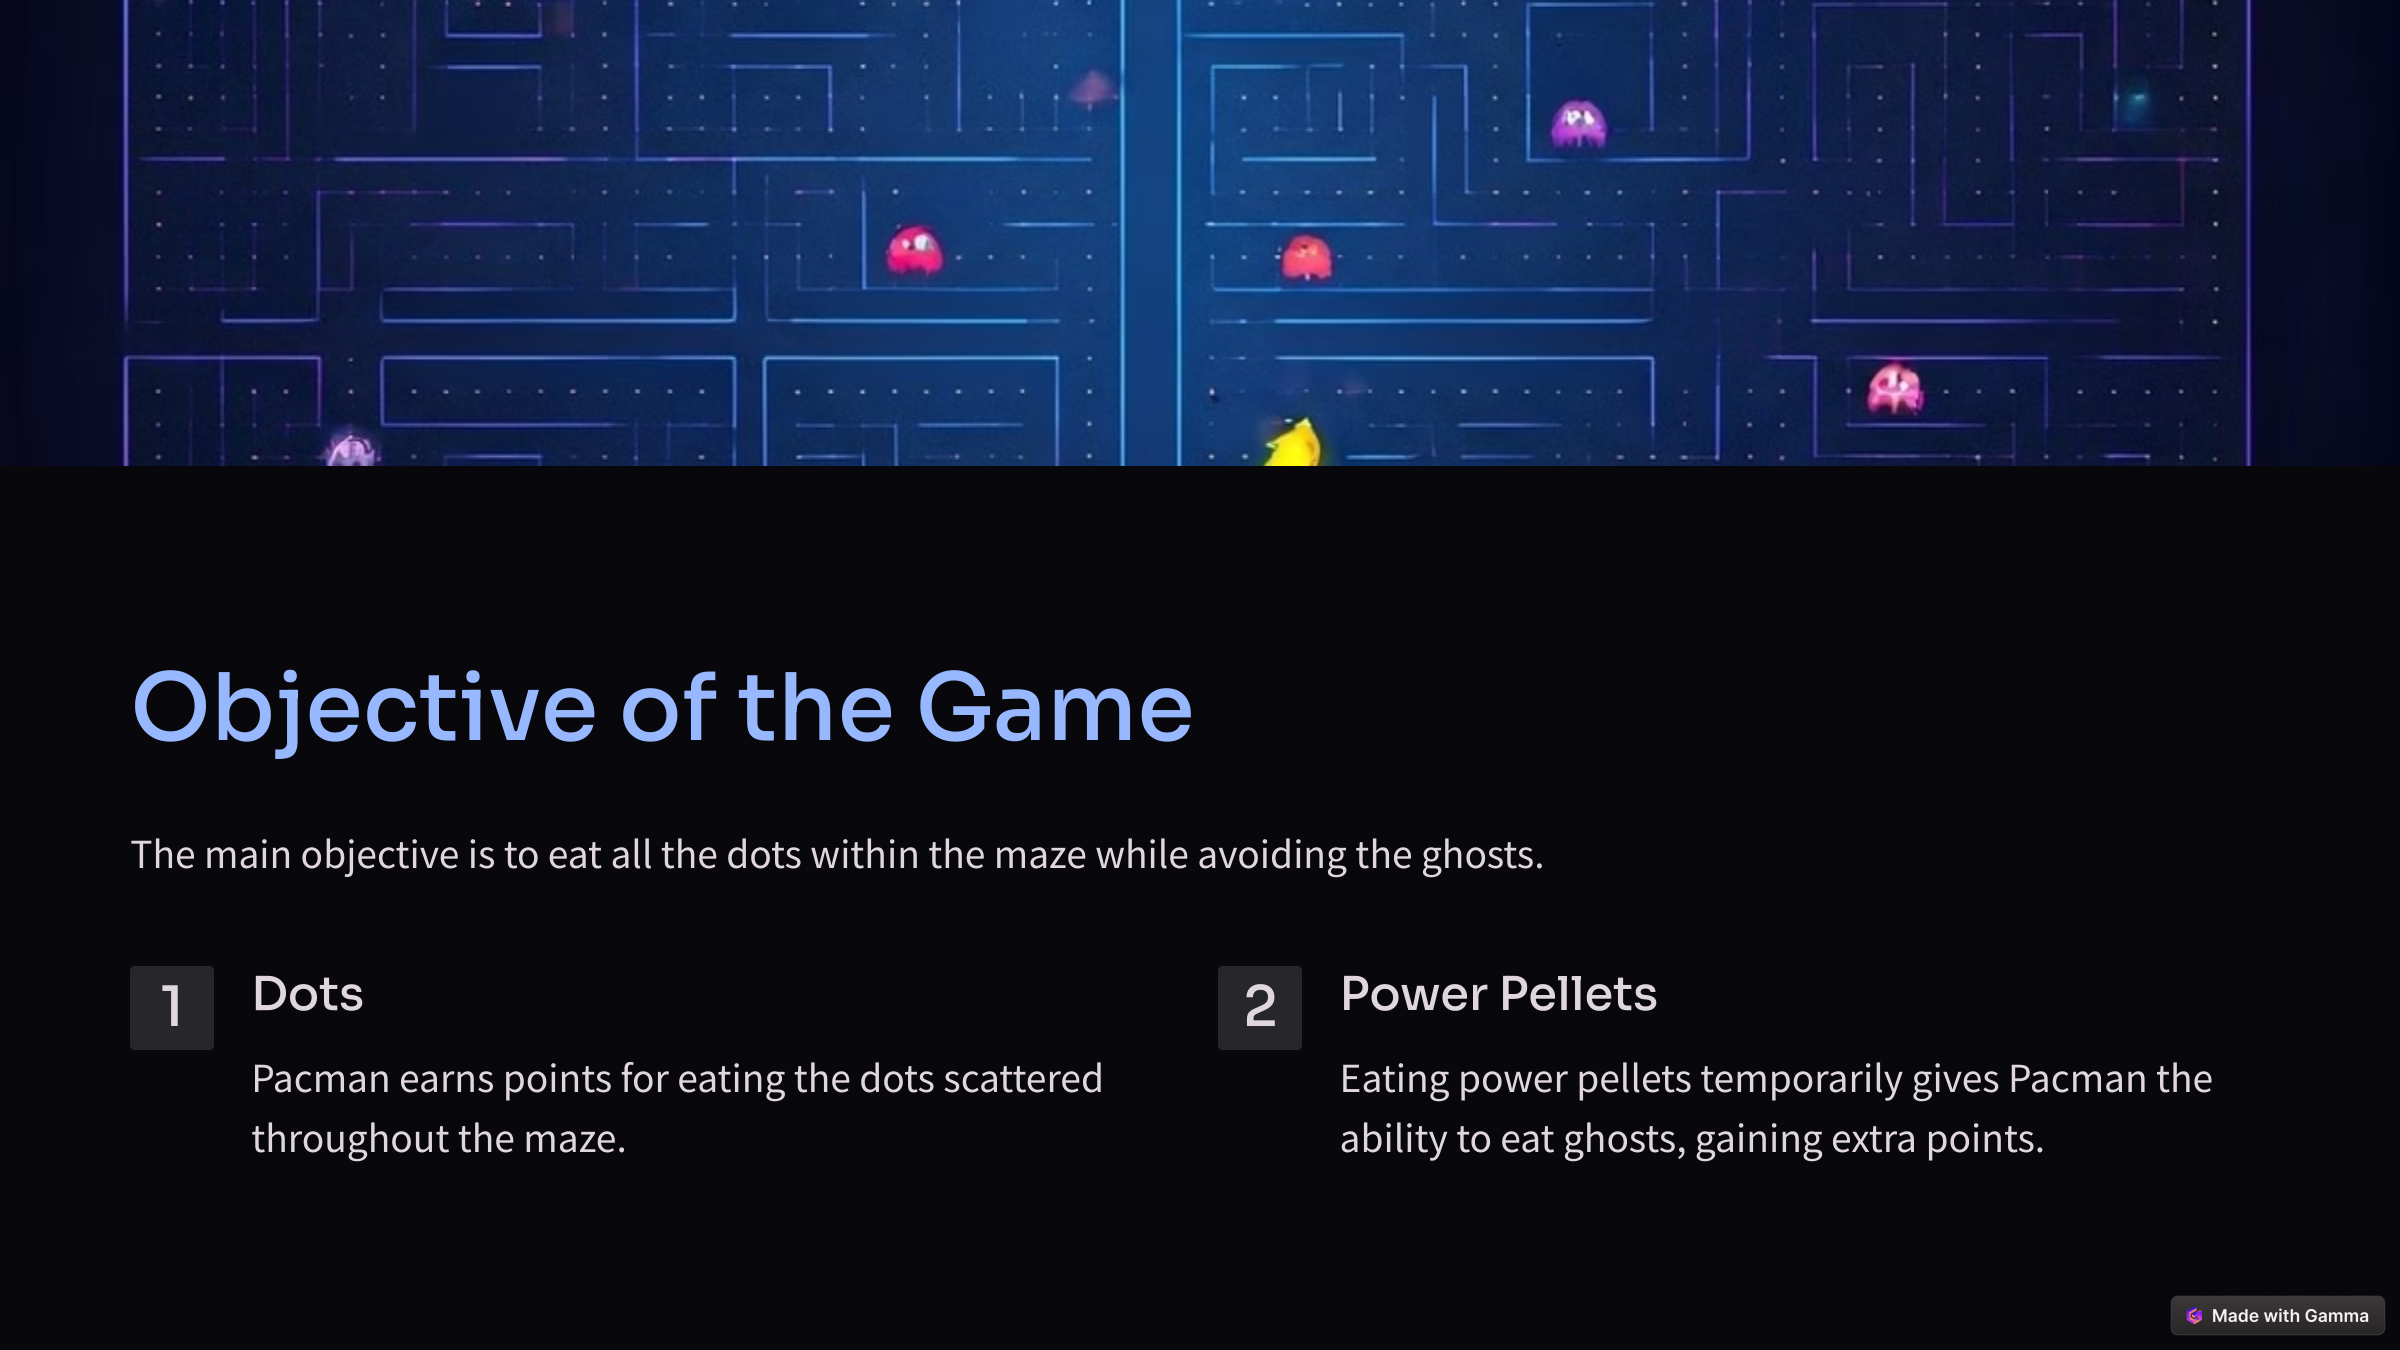 Objective of the Game
The main objective is to eat all the dots within the maze while avoiding the ghosts.
1
Dots
Pacman earns points for eating the dots scattered
throughout the maze.
2
Power Pellets
Eating power pellets temporarily gives Pacman the
ability to eat ghosts, gaining extra points.
Made with Gamma